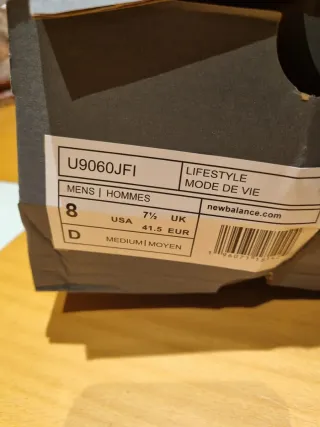 U9060JFI
LIFESTYLE
MODE DE VIE
MENS | HOMMES
newbalance.com
8 USA 7½ UK
41.5 EUR
D MEDIUM | MOYEN